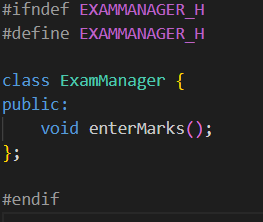 #ifndef EXAMMANAGER_H
#define EXAMMANAGER_H

class ExamManager {
public:
    void enterMarks();
};

#endif